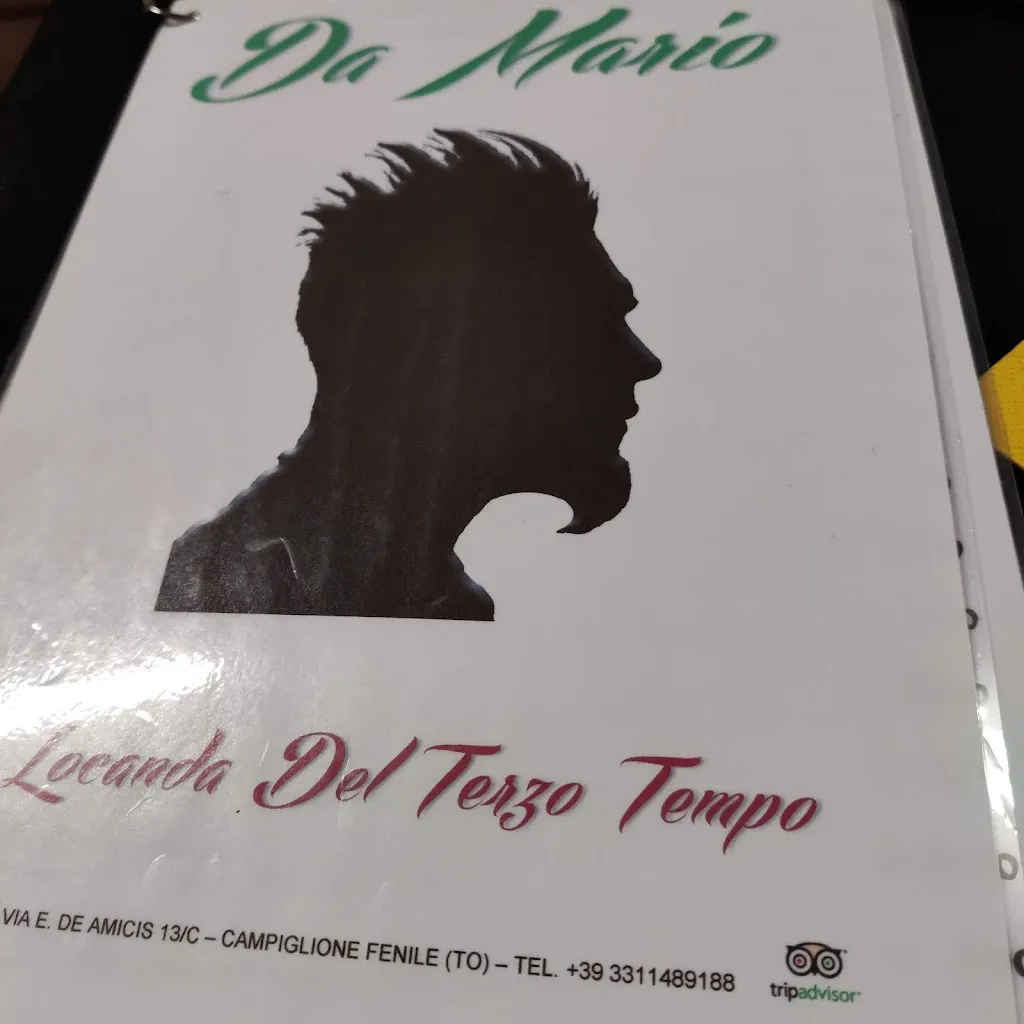 Da Mario
Locanda Del Terzo Tempo
VIA E. DE AMICIS 13/C – CAMPIGLIONE FENILE (TO) – TEL. +39 3311489188
tripadvisor